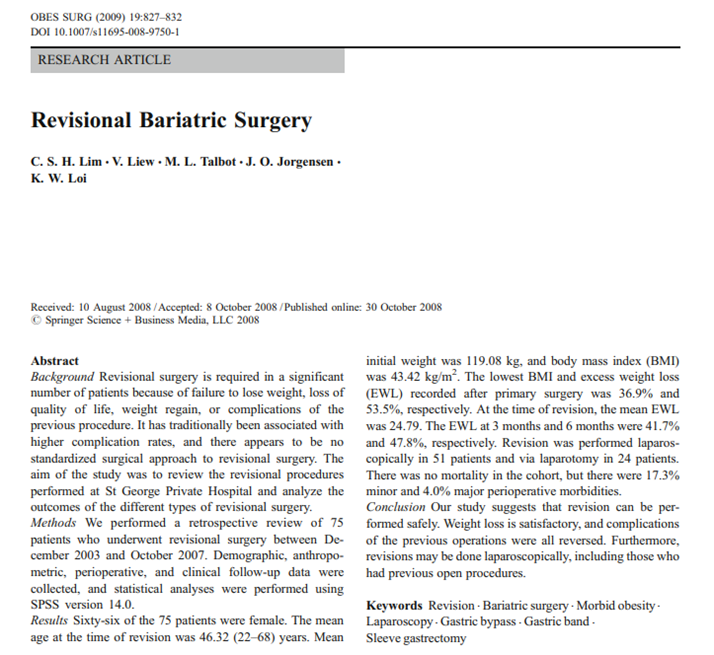 OBES SURG (2009) 19:827–832
DOI 10.1007/s11695-008-9750-1
RESEARCH ARTICLE
Revisional Bariatric Surgery
C. S. H. Lim · V. Liew · M. L. Talbot · J. O. Jorgensen ·
K. W. Loi
Received: 10 August 2008 / Accepted: 8 October 2008 / Published online: 30 October 2008
© Springer Science + Business Media, LLC 2008
Abstract
Background Revisional surgery is required in a significant
number of patients because of failure to lose weight, loss of
quality of life, weight regain, or complications of the
previous procedure. It has traditionally been associated with
higher complication rates, and there appears to be no
standardized surgical approach to revisional surgery. The
aim of the study was to review the revisional procedures
performed at St George Private Hospital and analyze the
outcomes of the different types of revisional surgery.
Methods We performed a retrospective review of 75
patients who underwent revisional surgery between De-
cember 2003 and October 2007. Demographic, anthropo-
metric, perioperative, and clinical follow-up data were
collected, and statistical analyses were performed using
SPSS version 14.0.
Results Sixty-six of the 75 patients were female. The mean
age at the time of revision was 46.32 (22–68) years. Mean
initial weight was 119.08 kg, and body mass index (BMI)
was 43.42 kg/m². The lowest BMI and excess weight loss
(EWL) recorded after primary surgery was 36.9% and
53.5%, respectively. At the time of revision, the mean EWL
was 24.79. The EWL at 3 months and 6 months were 41.7%
and 47.8%, respectively. Revision was performed laparos-
copically in 51 patients and via laparotomy in 24 patients.
There was no mortality in the cohort, but there were 17.3%
minor and 4.0% major perioperative morbidities.
Conclusion Our study suggests that revision can be per-
formed safely. Weight loss is satisfactory, and complications
of the previous operations were all reversed. Furthermore,
revisions may be done laparoscopically, including those who
had previous open procedures.
Keywords Revision · Bariatric surgery · Morbid obesity ·
Laparoscopy · Gastric bypass · Gastric band ·
Sleeve gastrectomy